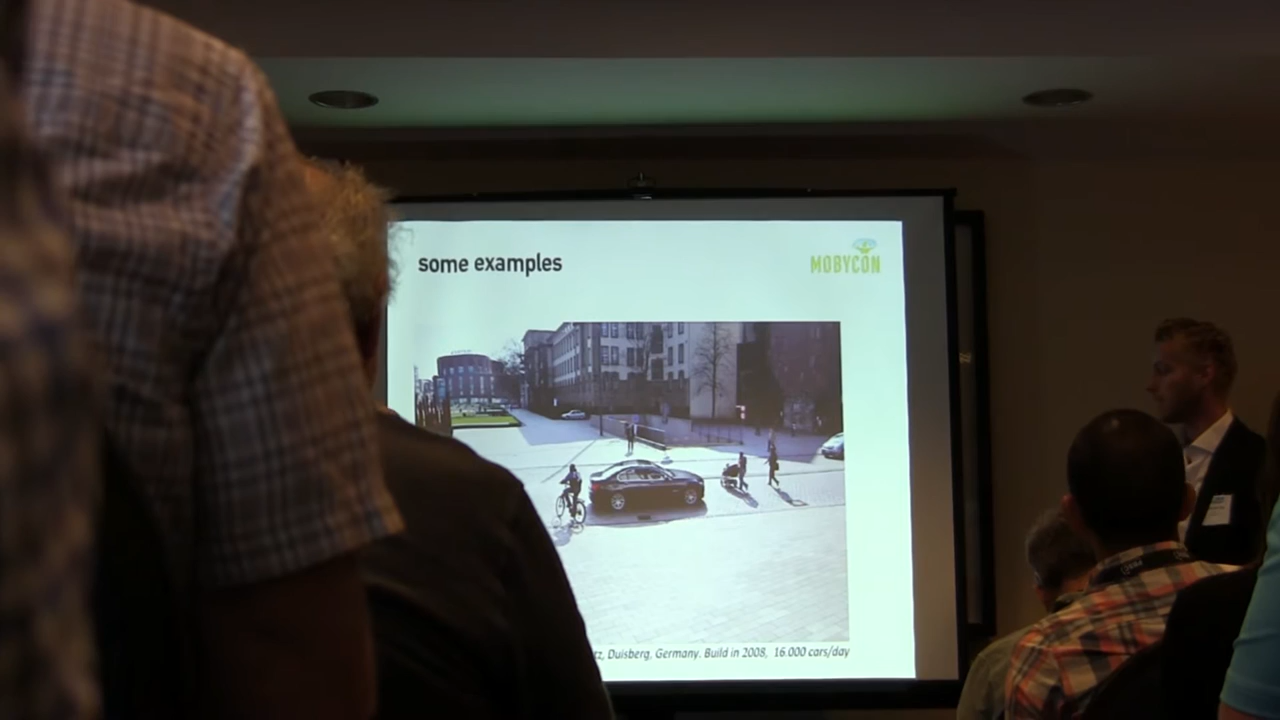 some examples
MOBYCON
tz, Duisberg, Germany. Build in 2008, 16.000 cars/day